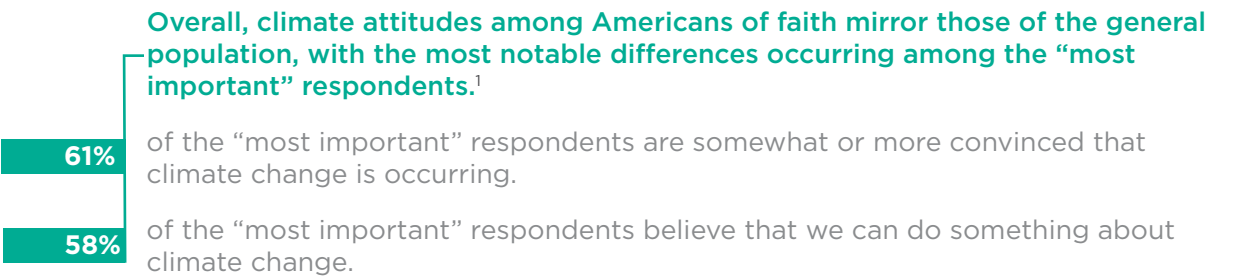 Overall, climate attitudes among Americans of faith mirror those of the general
population, with the most notable differences occurring among the “most
important” respondents.1
61%
of the “most important” respondents are somewhat or more convinced that
climate change is occurring.
58%
of the “most important” respondents believe that we can do something about
climate change.